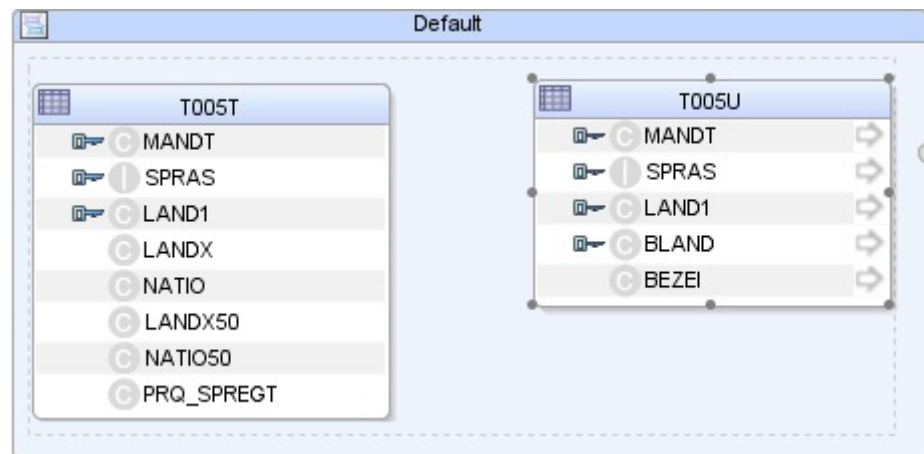 Default
T005T
C MANDT
I SPRAS
C LAND1
C LANDX
C NATIO
C LANDX50
C NATIO50
C PRQ_SPREGT
T005U
C MANDT
I SPRAS
C LAND1
C BLAND
C BEZEI